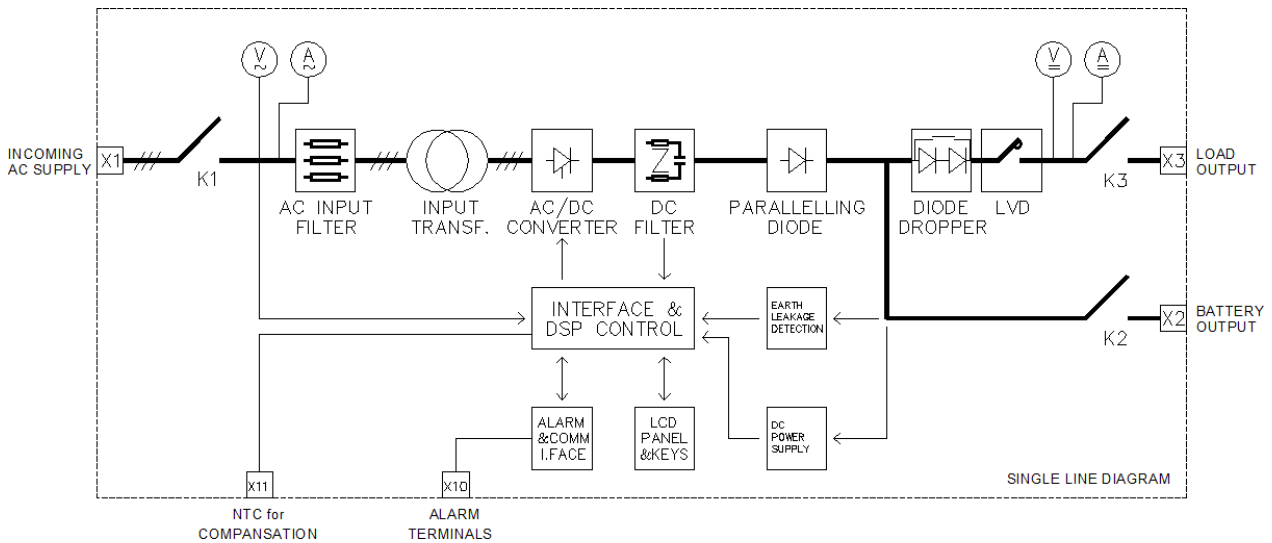 V
A
V
A
INCOMING
AC SUPPLY
X1
K1
AC INPUT
FILTER
INPUT
TRANSF.
AC/DC
CONVERTER
DC
FILTER
PARALLELLING
DIODE
DIODE
DROPPER
LVD
K3
X3
LOAD
OUTPUT
INTERFACE &
DSP CONTROL
EARTH
LEAKAGE
DETECTION
K2
X2
BATTERY
OUTPUT
ALARM
&COMM
I.FACE
LCD
PANEL
&KEYS
DC
POWER
SUPPLY
X11
X10
SINGLE LINE DIAGRAM
NTC for
COMPANSATION
ALARM
TERMINALS